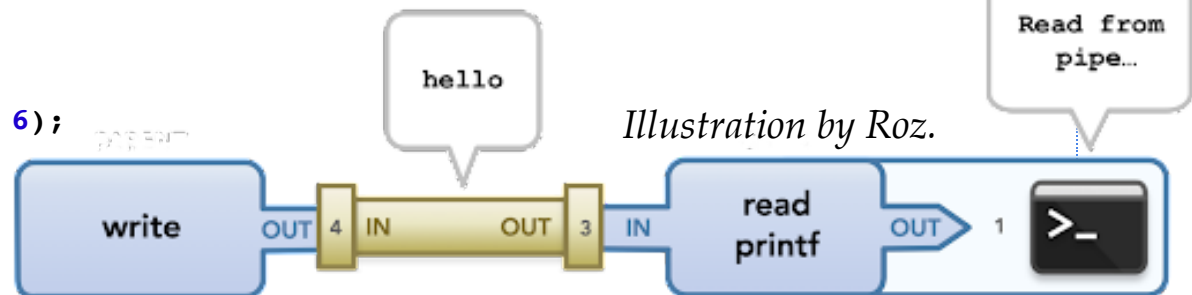 Read from
pipe…
hello
6);
Illustration by Roz.
write
OUT 4 IN OUT 3 IN
read
printf
OUT 1 >_